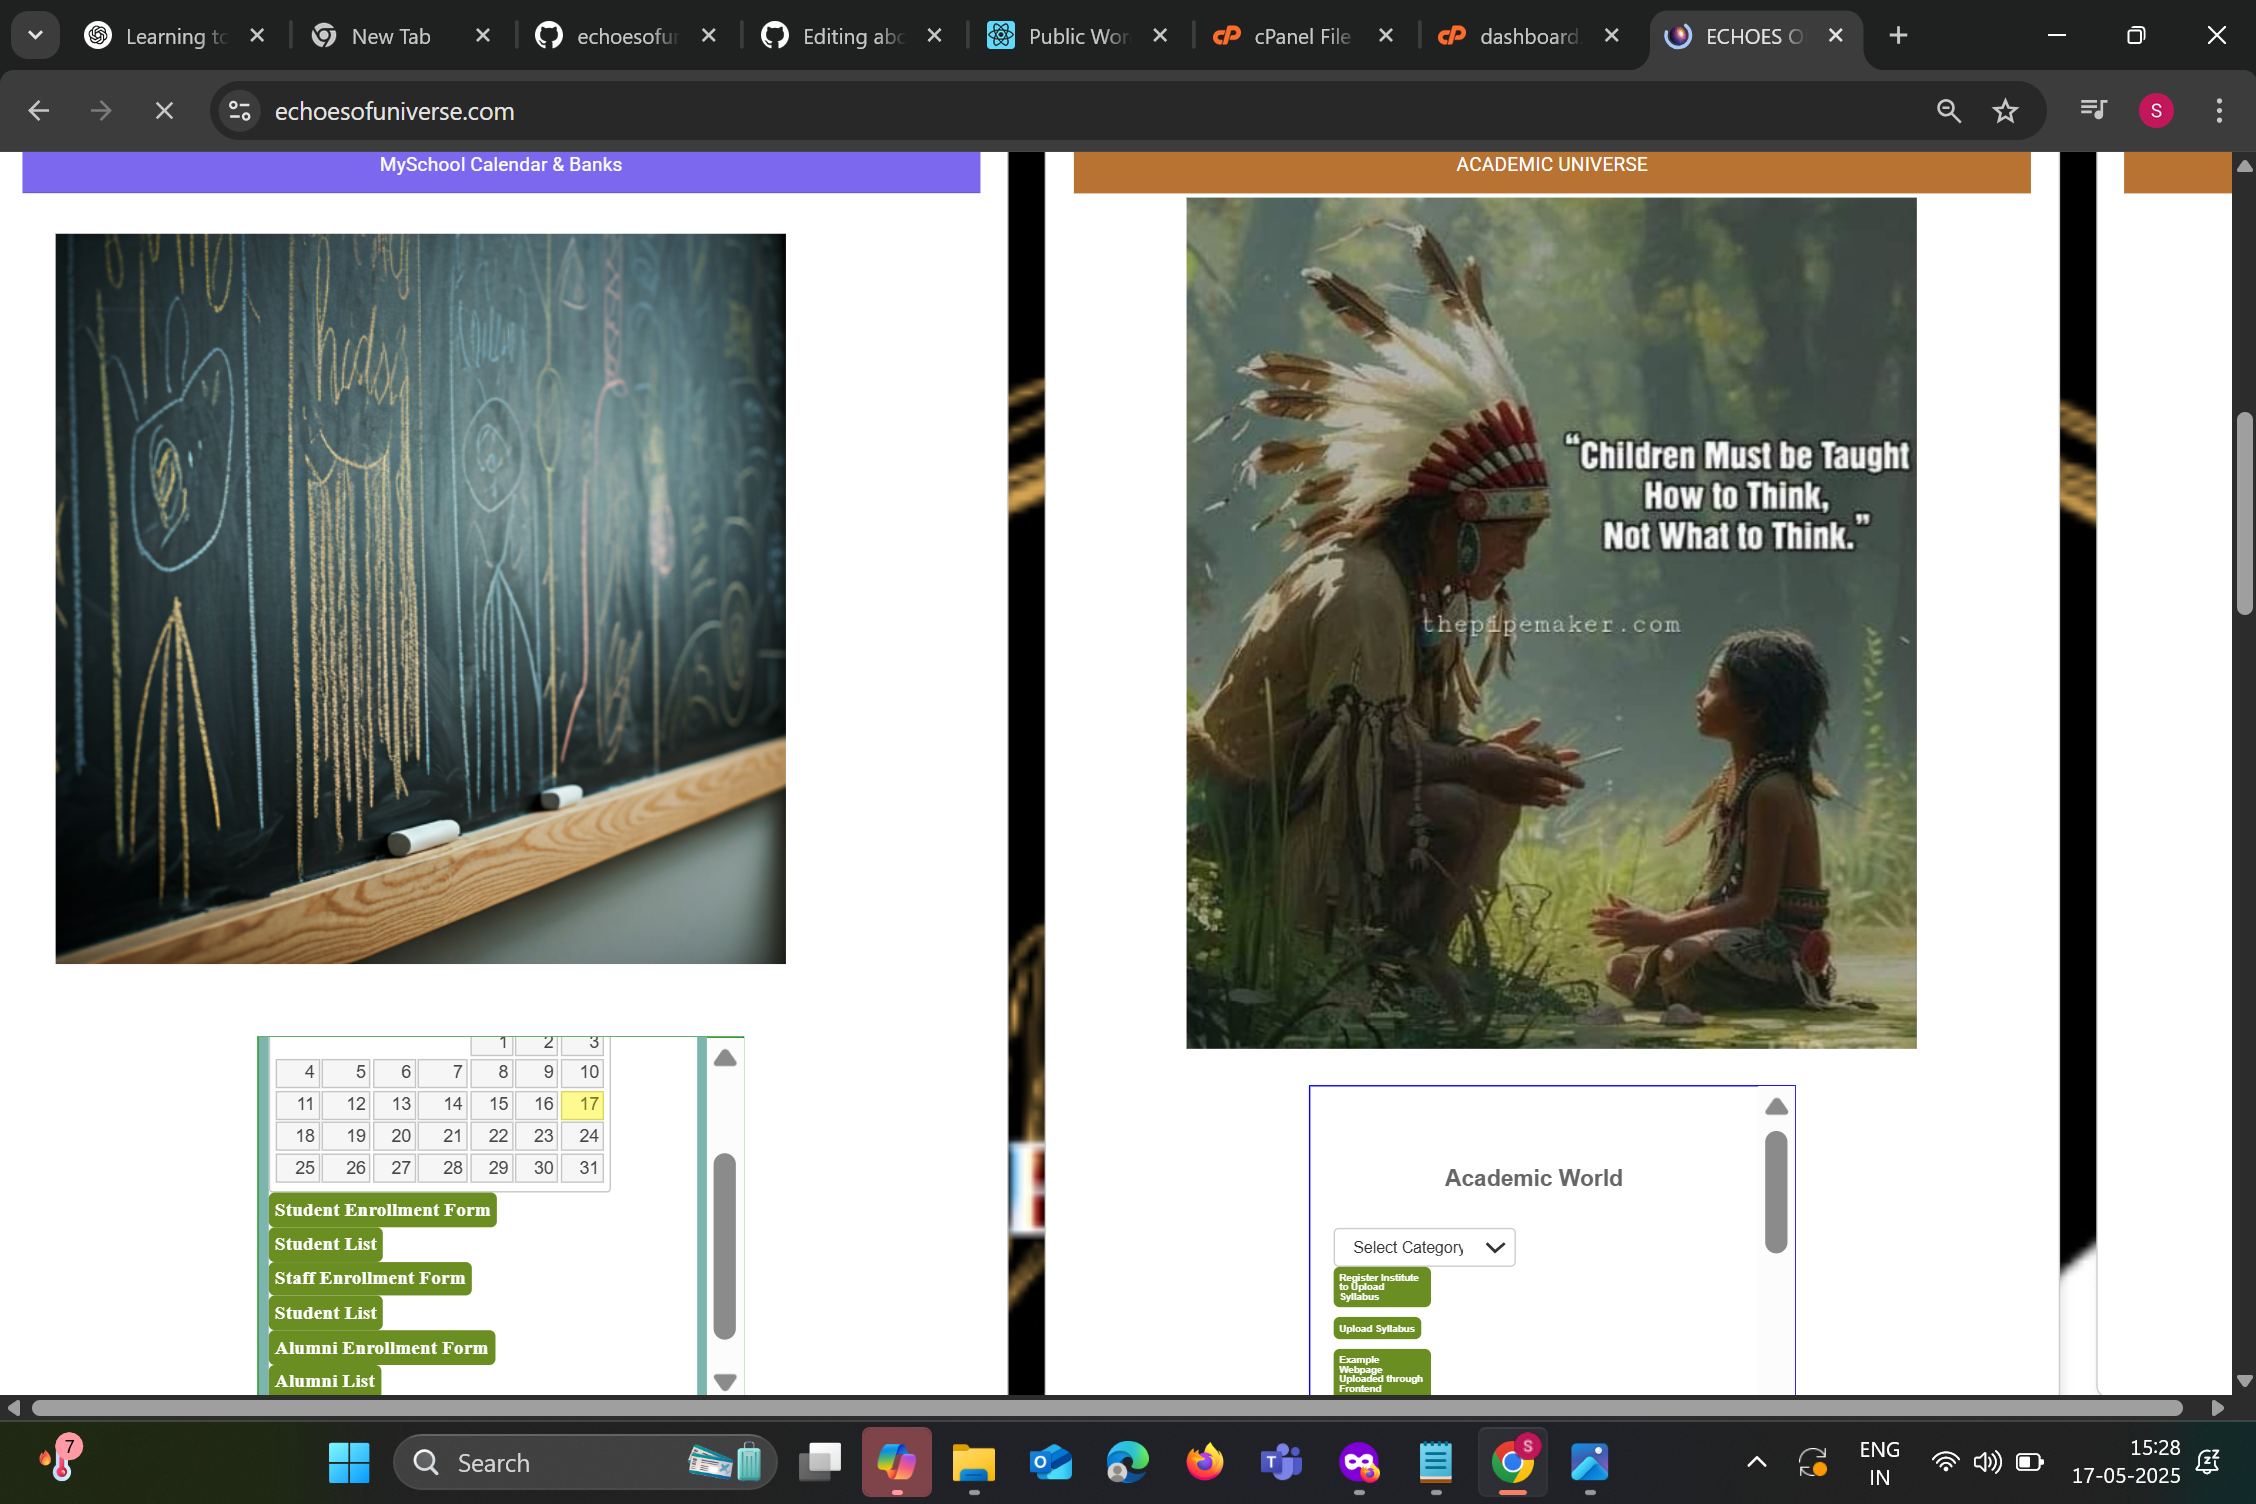 Learning to
New Tab
echoesofun
Editing abo
Public Wor
cPanel File
dashboard
ECHOES O
echoesofuniverse.com
S
MySchool Calendar & Banks
kids
“Children Must be Taught
How to Think,
Not What to Think.”
thepipemaker.com
1 2 3
4 5 6 7 8 9 10
11 12 13 14 15 16 17
18 19 20 21 22 23 24
25 26 27 28 29 30 31
Student Enrollment Form
Student List
Staff Enrollment Form
Student List
Alumni Enrollment Form
Alumni List
ACADEMIC UNIVERSE
Academic World
Select Category
Register Institute
to Upload
Syllabus
Upload Syllabus
Example
Webpage
Uploaded through
Frontend
7
Search
S
ENG
IN
15:28
17-05-2025